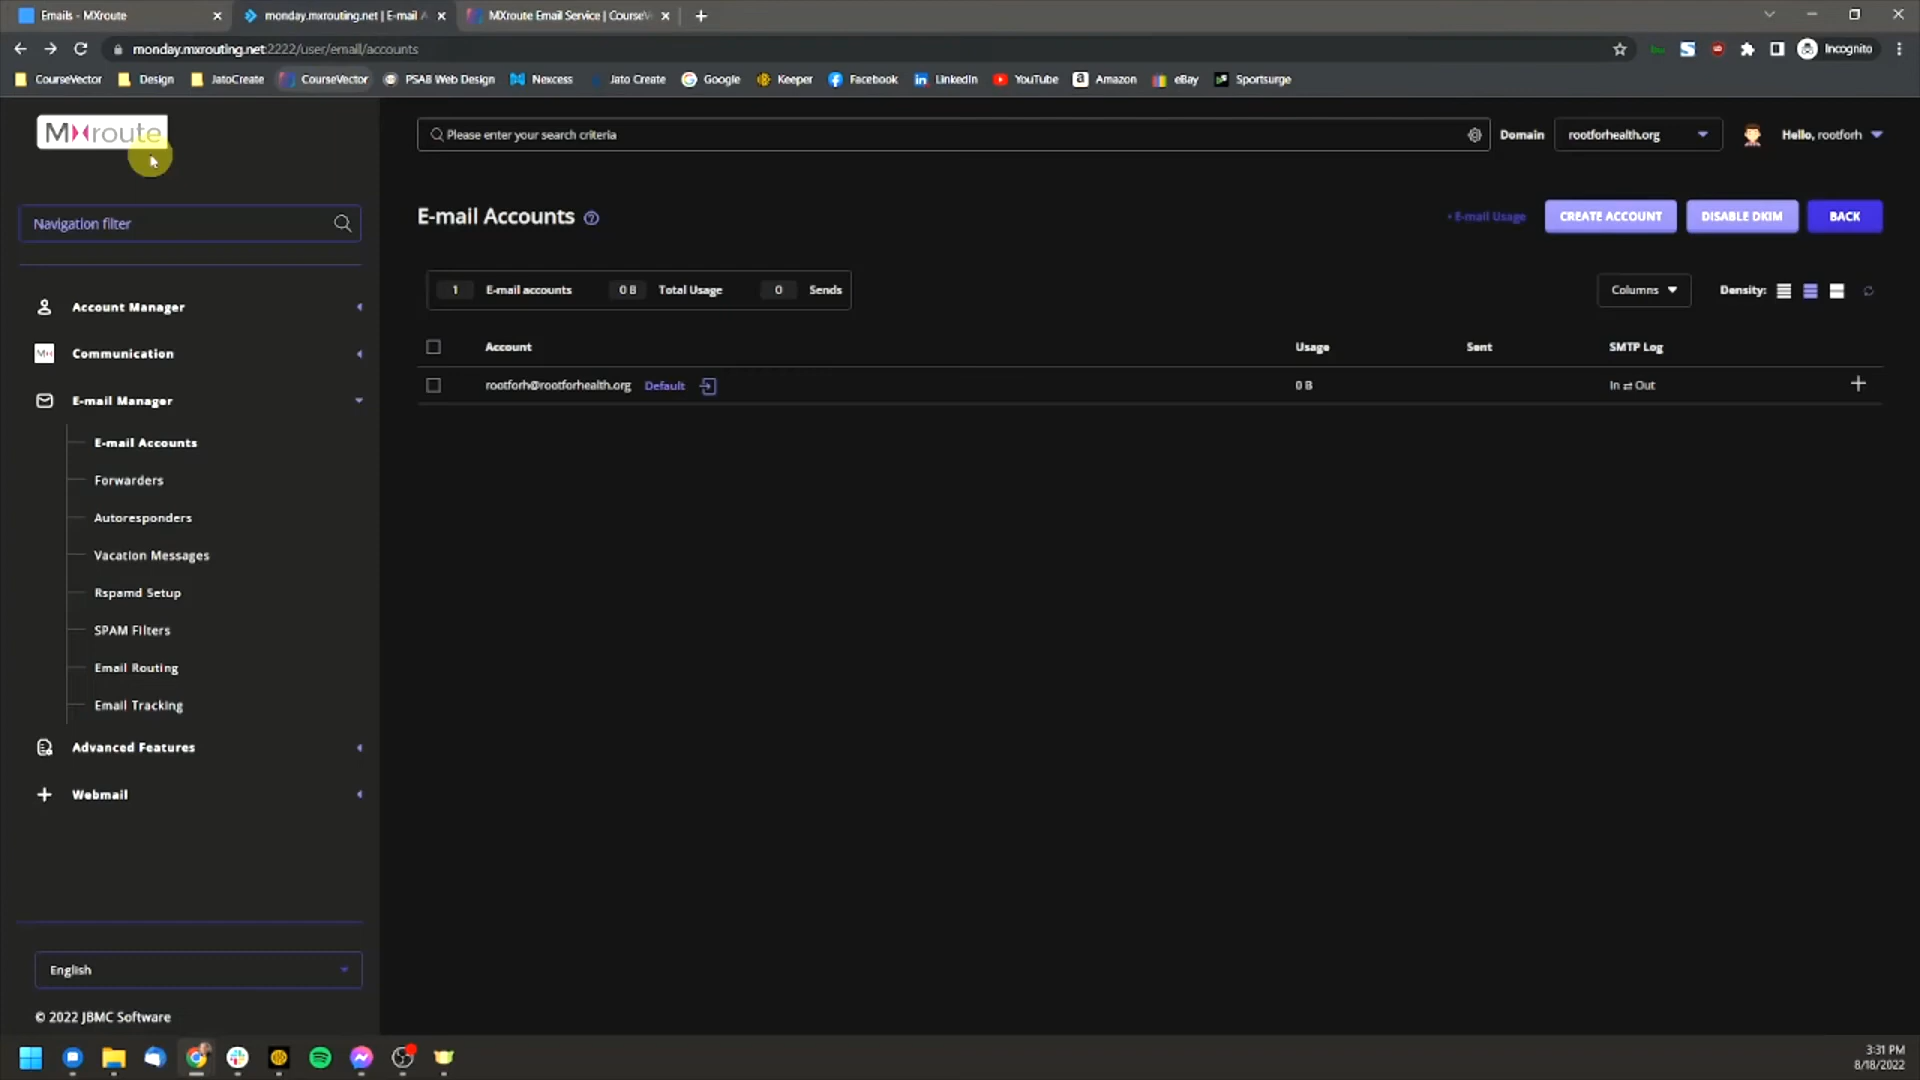 Emails - MXroute
monday.mxrouting.net | E-mail A
MXroute Email Service | CourseV
monday.mxrouting.net:2222/user/email/accounts
Incognito
CourseVector
Design
JatoCreate
CourseVector
PSAB Web Design
Nexcess
Jato Create
Google
Keeper
Facebook
LinkedIn
YouTube
Amazon
eBay
Sportsurge
MXroute
Please enter your search criteria
Domain
rootforhealth.org
Hello, rootforh
Navigation filter
E-mail Accounts
• E-mail Usage
CREATE ACCOUNT
DISABLE DKIM
BACK
1 E-mail accounts 0 B Total Usage 0 Sends
Columns
Density:
Account Usage Sent SMTP Log
rootforh@rootforhealth.org Default 0 B In ⇄ Out
Account Manager
Communication
E-mail Manager
E-mail Accounts
Forwarders
Autoresponders
Vacation Messages
Rspamd Setup
SPAM Filters
Email Routing
Email Tracking
Advanced Features
Webmail
English
© 2022 JBMC Software
3:31 PM
8/18/2022